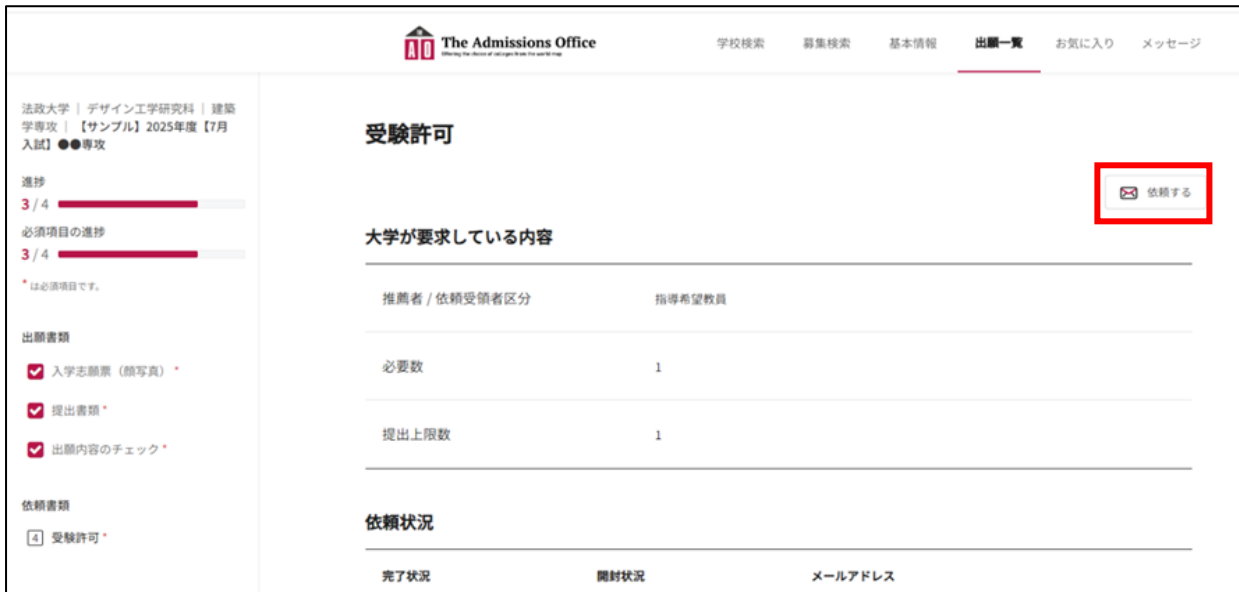 The Admissions Office
Offering the choice of colleges from the world map
学校検索
募集検索
基本情報
出願一覧
お気に入り
メッセージ
法政大学 | デザイン工学研究科 | 建築
学専攻 | 【サンプル】2025年度【7月
入試】●●専攻
進捗
3 / 4
必須項目の進捗
3 / 4
* は必須項目です。
出願書類
入学志願票（顔写真） *
提出書類 *
出願内容のチェック *
依頼書類
4 受験許可 *
受験許可
依頼する
大学が要求している内容
推薦者 / 依頼受領者区分 指導希望教員
必要数 1
提出上限数 1
依頼状況
完了状況 開封状況 メールアドレス